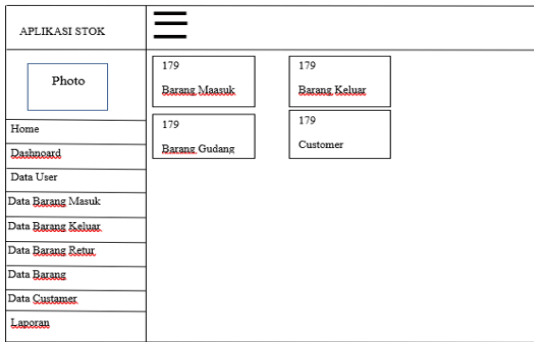 APLIKASI STOK
Photo
Home
Dashnoard
Data User
Data Barang Masuk
Data Barang Keluar
Data Barang Retur
Data Barang
Data Custamer
Laporan
179
Barang Maasuk
179
Barang Keluar
179
Barang Gudang
179
Customer